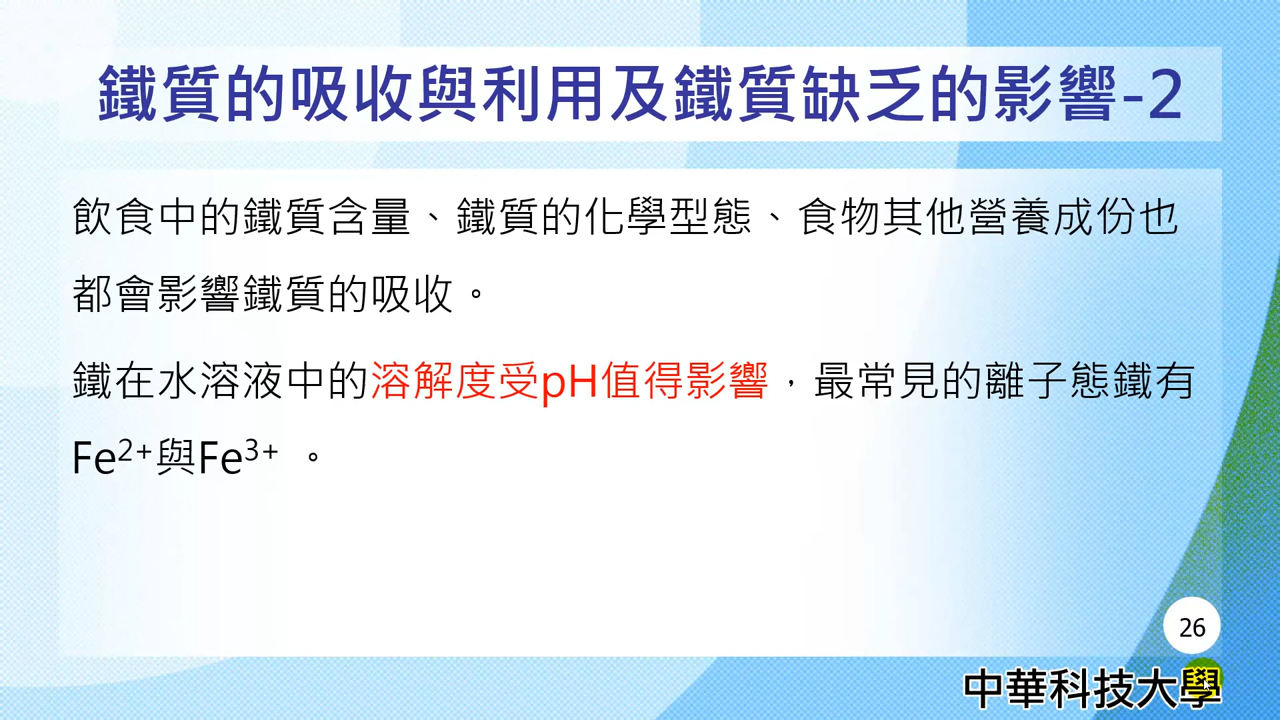 鐵質的吸收與利用及鐵質缺乏的影響-2
飲食中的鐵質含量、鐵質的化學型態、食物其他營養成份也
都會影響鐵質的吸收。
鐵在水溶液中的溶解度受pH值得影響，最常見的離子態鐵有
Fe²⁺與Fe³⁺ 。
26
中華科技大學